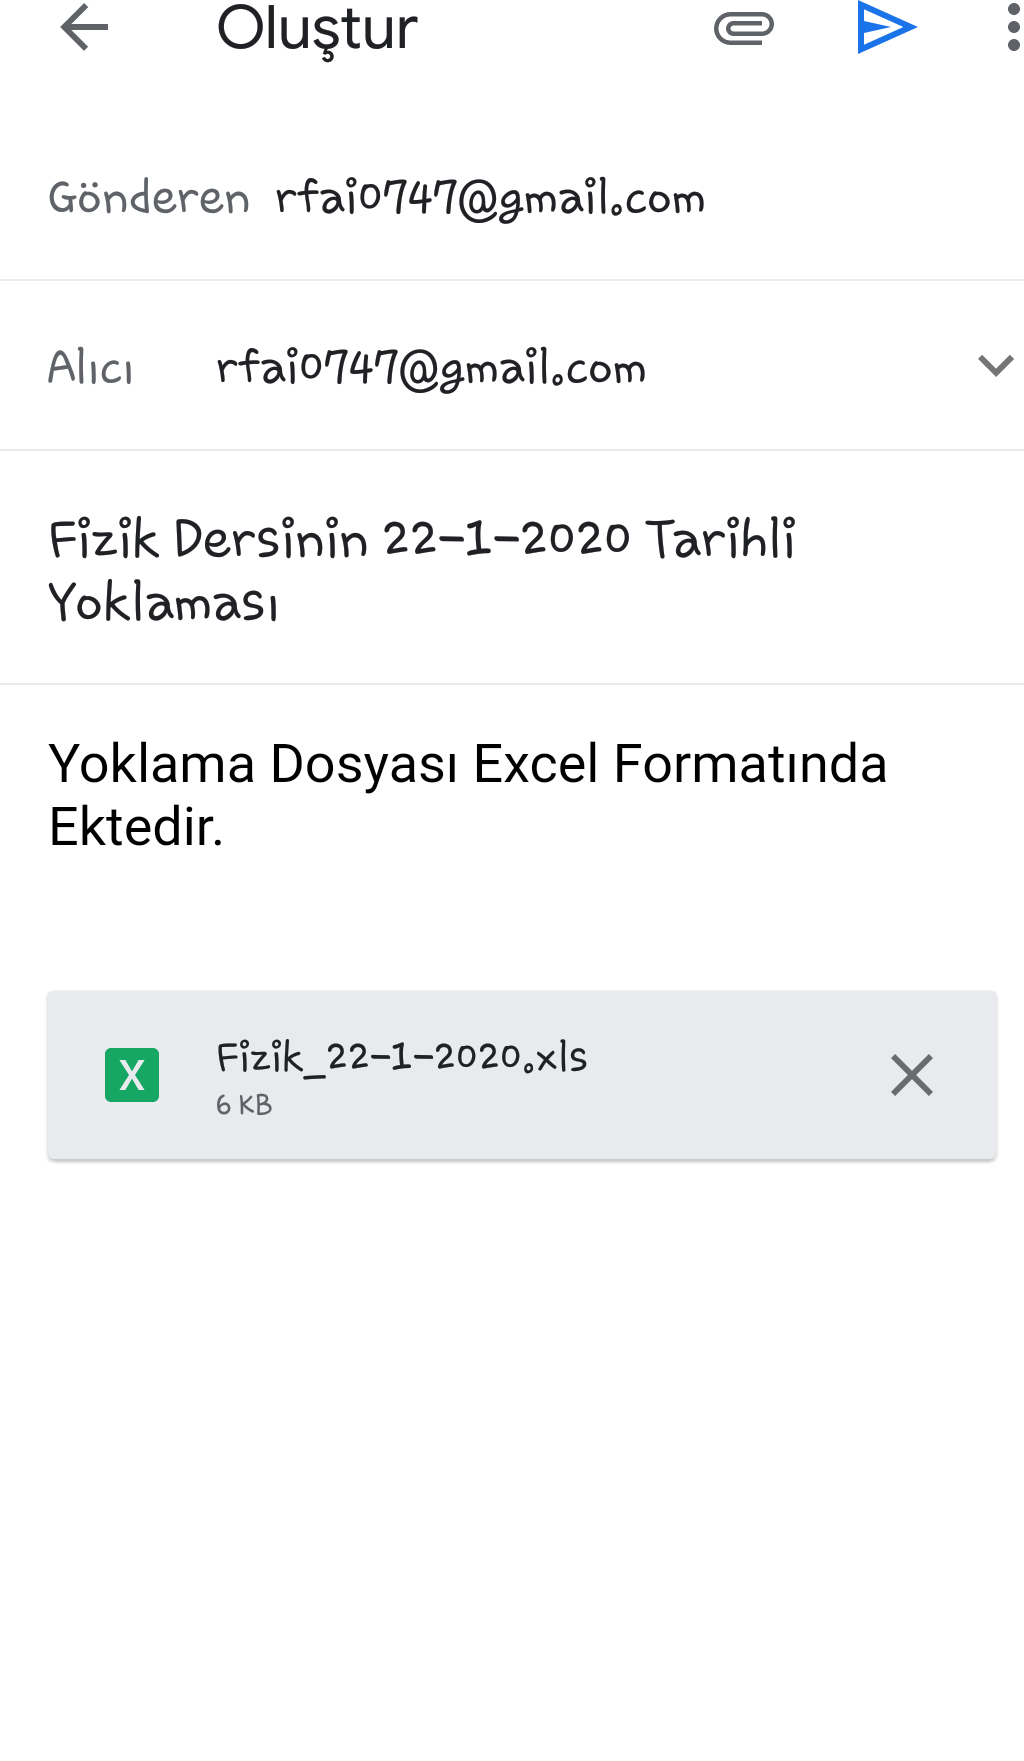 Oluştur
Gönderen rfai0747@gmail.com
Alıcı rfai0747@gmail.com
Fizik Dersinin 22-1-2020 Tarihli
Yoklaması
Yoklama Dosyası Excel Formatında
Ektedir.
X
Fizik_22-1-2020.xls
6 KB